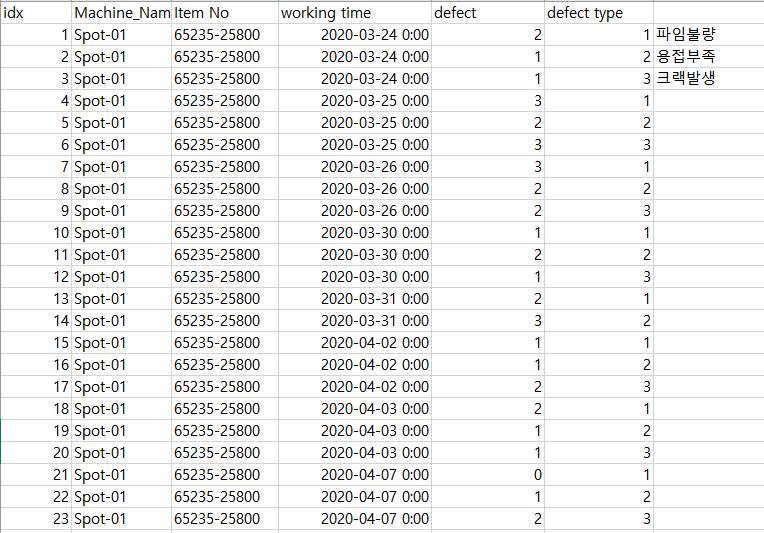 idx Machine_Nam Item No working time defect defect type
1 Spot-01 65235-25800 2020-03-24 0:00 2 1 파임불량
2 Spot-01 65235-25800 2020-03-24 0:00 1 2 용접부족
3 Spot-01 65235-25800 2020-03-24 0:00 1 3 크랙발생
4 Spot-01 65235-25800 2020-03-25 0:00 3 1
5 Spot-01 65235-25800 2020-03-25 0:00 2 2
6 Spot-01 65235-25800 2020-03-25 0:00 3 3
7 Spot-01 65235-25800 2020-03-26 0:00 3 1
8 Spot-01 65235-25800 2020-03-26 0:00 2 2
9 Spot-01 65235-25800 2020-03-26 0:00 2 3
10 Spot-01 65235-25800 2020-03-30 0:00 1 1
11 Spot-01 65235-25800 2020-03-30 0:00 2 2
12 Spot-01 65235-25800 2020-03-30 0:00 1 3
13 Spot-01 65235-25800 2020-03-31 0:00 2 1
14 Spot-01 65235-25800 2020-03-31 0:00 3 2
15 Spot-01 65235-25800 2020-04-02 0:00 1 1
16 Spot-01 65235-25800 2020-04-02 0:00 1 2
17 Spot-01 65235-25800 2020-04-02 0:00 2 3
18 Spot-01 65235-25800 2020-04-03 0:00 2 1
19 Spot-01 65235-25800 2020-04-03 0:00 1 2
20 Spot-01 65235-25800 2020-04-03 0:00 1 3
21 Spot-01 65235-25800 2020-04-07 0:00 0 1
22 Spot-01 65235-25800 2020-04-07 0:00 1 2
23 Spot-01 65235-25800 2020-04-07 0:00 2 3